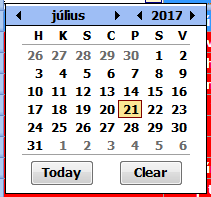 július 2017
H K S C P S V
26 27 28 29 30 1 2
3 4 5 6 7 8 9
10 11 12 13 14 15 16
17 18 19 20 21 22 23
24 25 26 27 28 29 30
31 1 2 3 4 5 6
Today Clear